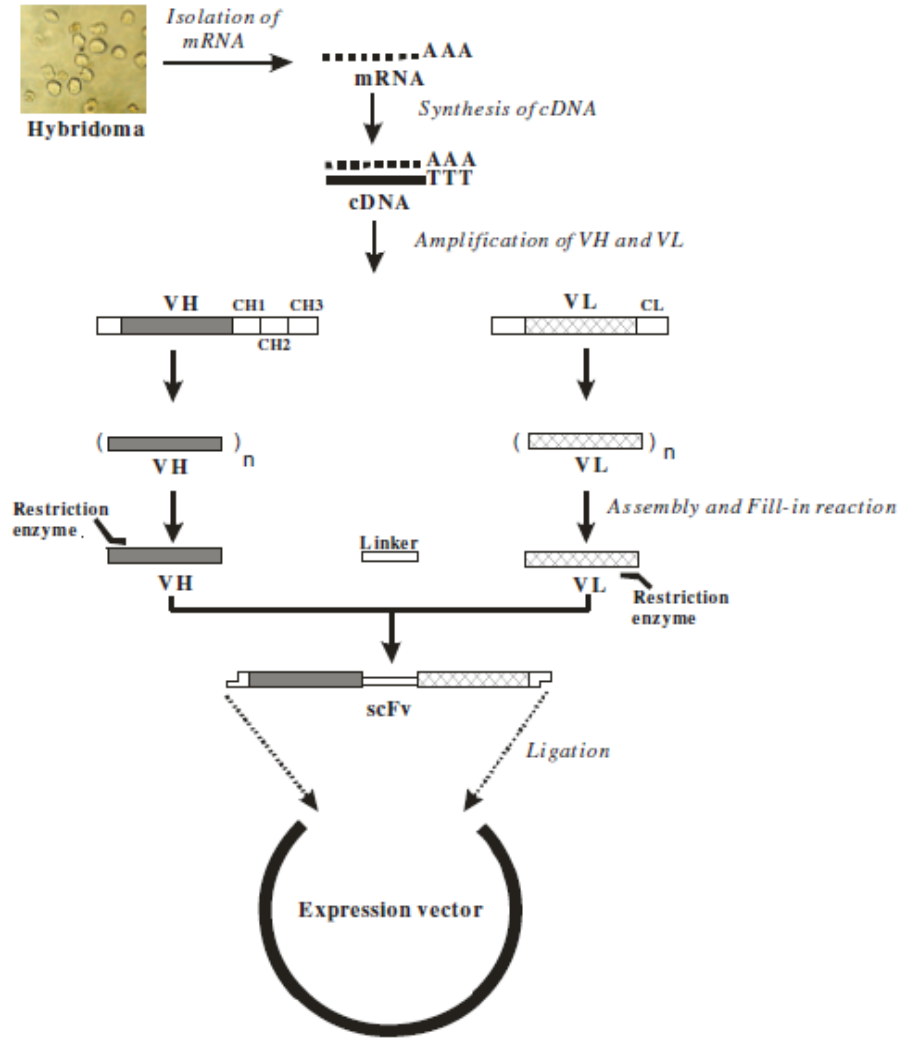 Isolation of
mRNA
Hybridoma
AAA
mRNA
Synthesis of cDNA
AAA
TTT
cDNA
Amplification of VH and VL
VH
CH1
CH3
CH2
VL
CL
( )n
VH
( )n
VL
Assembly and Fill-in reaction
Restriction
enzyme.
VH
Linker
VL
Restriction
enzyme
scFv
Ligation
Expression vector